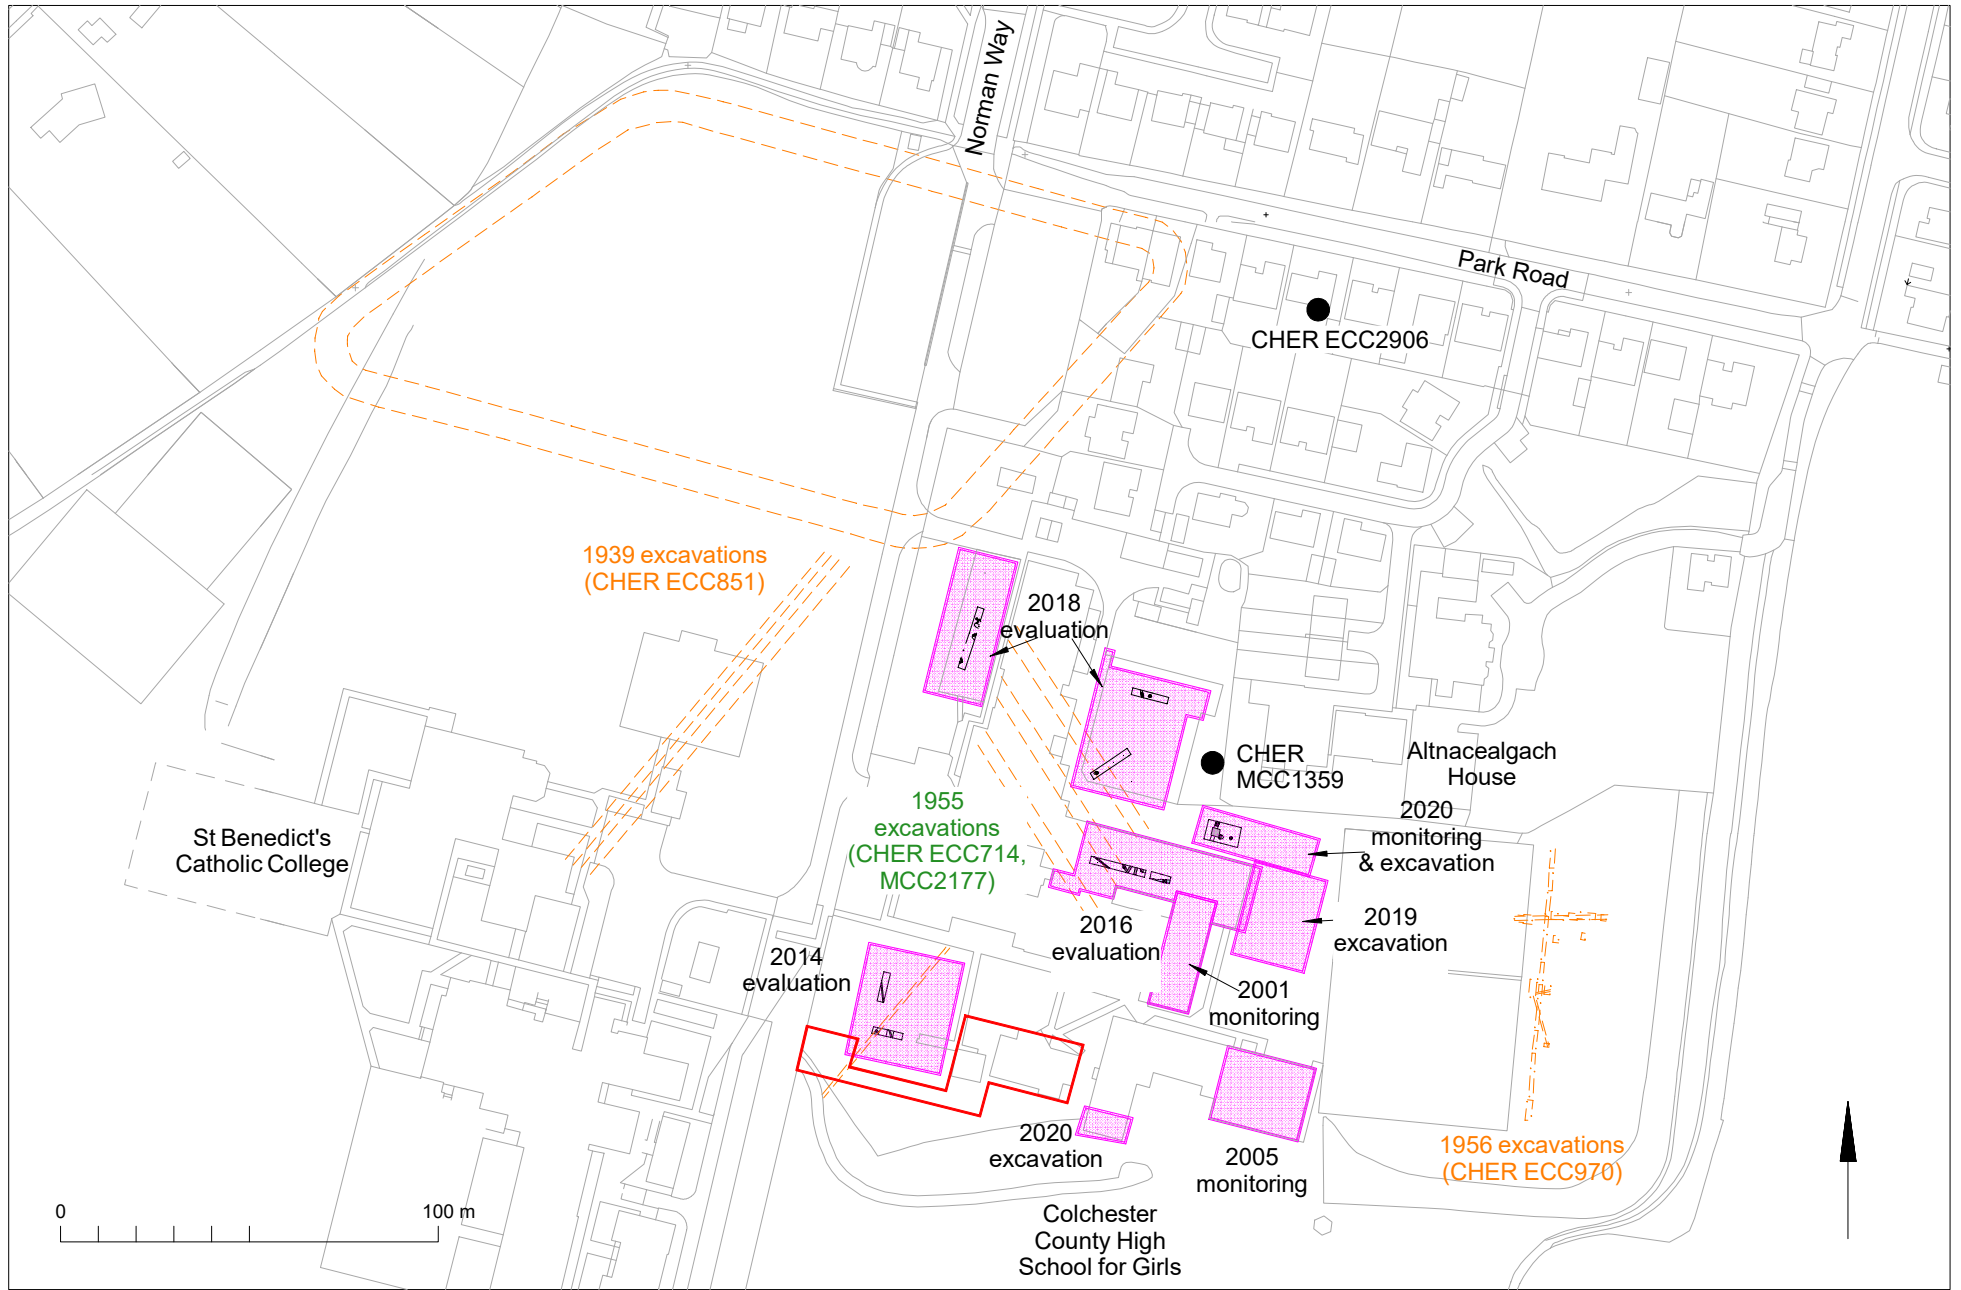 Norman Way
Park Road
CHER ECC2906
1939 excavations
(CHER ECC851)
2018
evaluation
CHER
MCC1359
Altnacealgach
House
1955
excavations
(CHER ECC714,
MCC2177)
2020
monitoring
& excavation
St Benedict's
Catholic College
2016
evaluation
2019
excavation
2014
evaluation
2001
monitoring
2020
excavation
2005
monitoring
1956 excavations
(CHER ECC970)
Colchester
County High
School for Girls
0
100 m